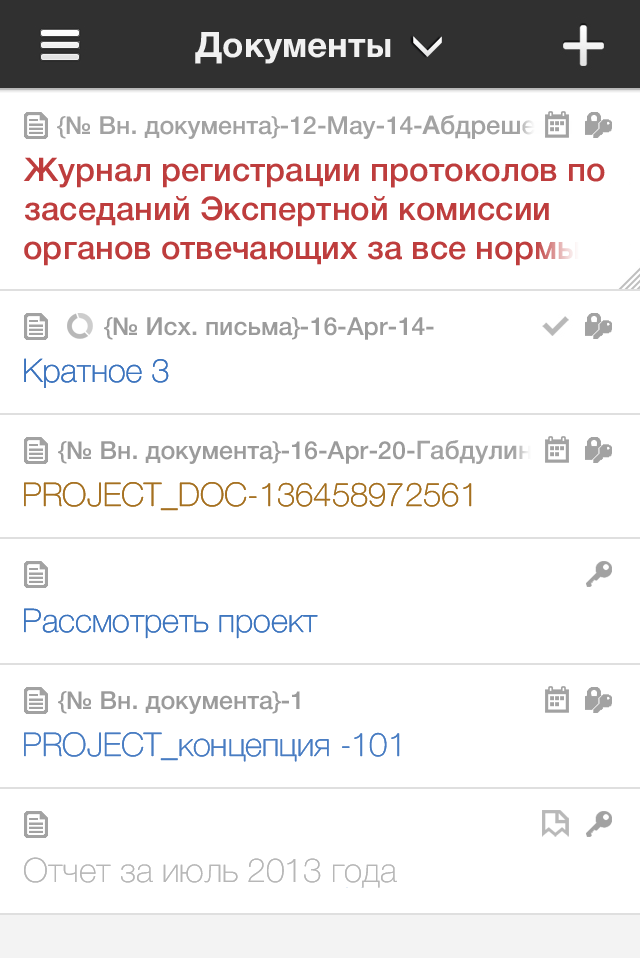 Документы
{№ Вн. документа}-12-May-14-Абдреше
Журнал регистрации протоколов по
заседаний Экспертной комиссии
органов отвечающих за все нормы
{№ Исх. письма}-16-Apr-14-
Кратное 3
{№ Вн. документа}-16-Apr-20-Габдулин
PROJECT_DOC-136458972561
Рассмотреть проект
{№ Вн. документа}-1
PROJECT_концепция -101
Отчет за июль 2013 года